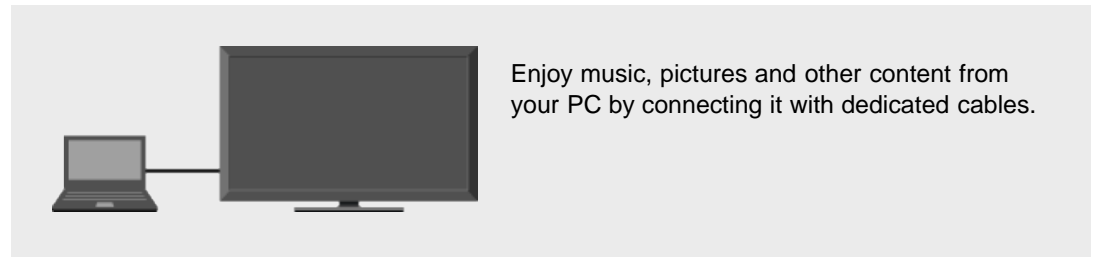 Enjoy music, pictures and other content from
your PC by connecting it with dedicated cables.